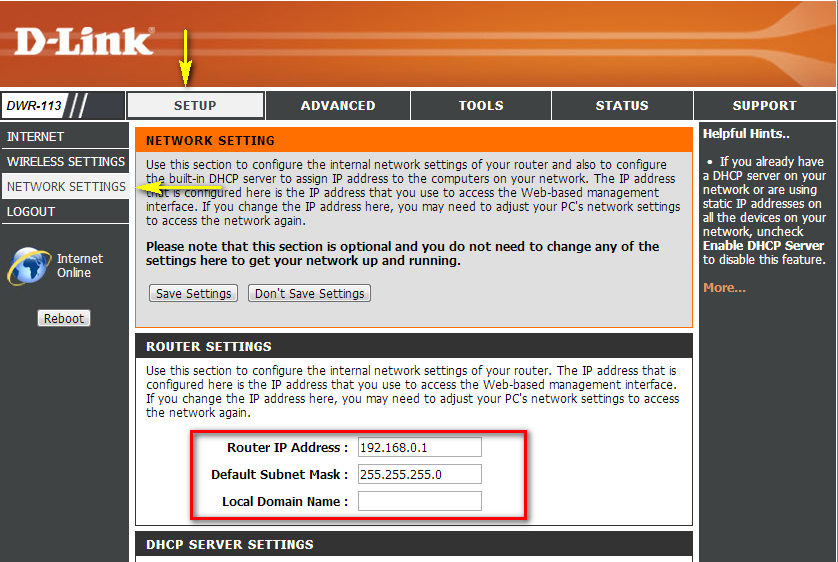 D-Link
DWR-113
SETUP
ADVANCED
TOOLS
STATUS
SUPPORT
INTERNET
WIRELESS SETTINGS
NETWORK SETTINGS
LOGOUT
Internet
Online
Reboot
NETWORK SETTING
Use this section to configure the internal network settings of your router and also to configure
the built-in DHCP server to assign IP address to the computers on your network. The IP address
that is configured here is the IP address that you use to access the Web-based management
interface. If you change the IP address here, you may need to adjust your PC's network settings
to access the network again.
Please note that this section is optional and you do not need to change any of the
settings here to get your network up and running.
Save Settings Don't Save Settings
ROUTER SETTINGS
Use this section to configure the internal network settings of your router. The IP address that is
configured here is the IP address that you use to access the Web-based management interface.
If you change the IP address here, you may need to adjust your PC's network settings to access
the network again.
Router IP Address : 192.168.0.1
Default Subnet Mask : 255.255.255.0
Local Domain Name :
DHCP SERVER SETTINGS
Helpful Hints..
• If you already have
a DHCP server on your
network or are using
static IP addresses on
all the devices on your
network, uncheck
Enable DHCP Server
to disable this feature.
More...